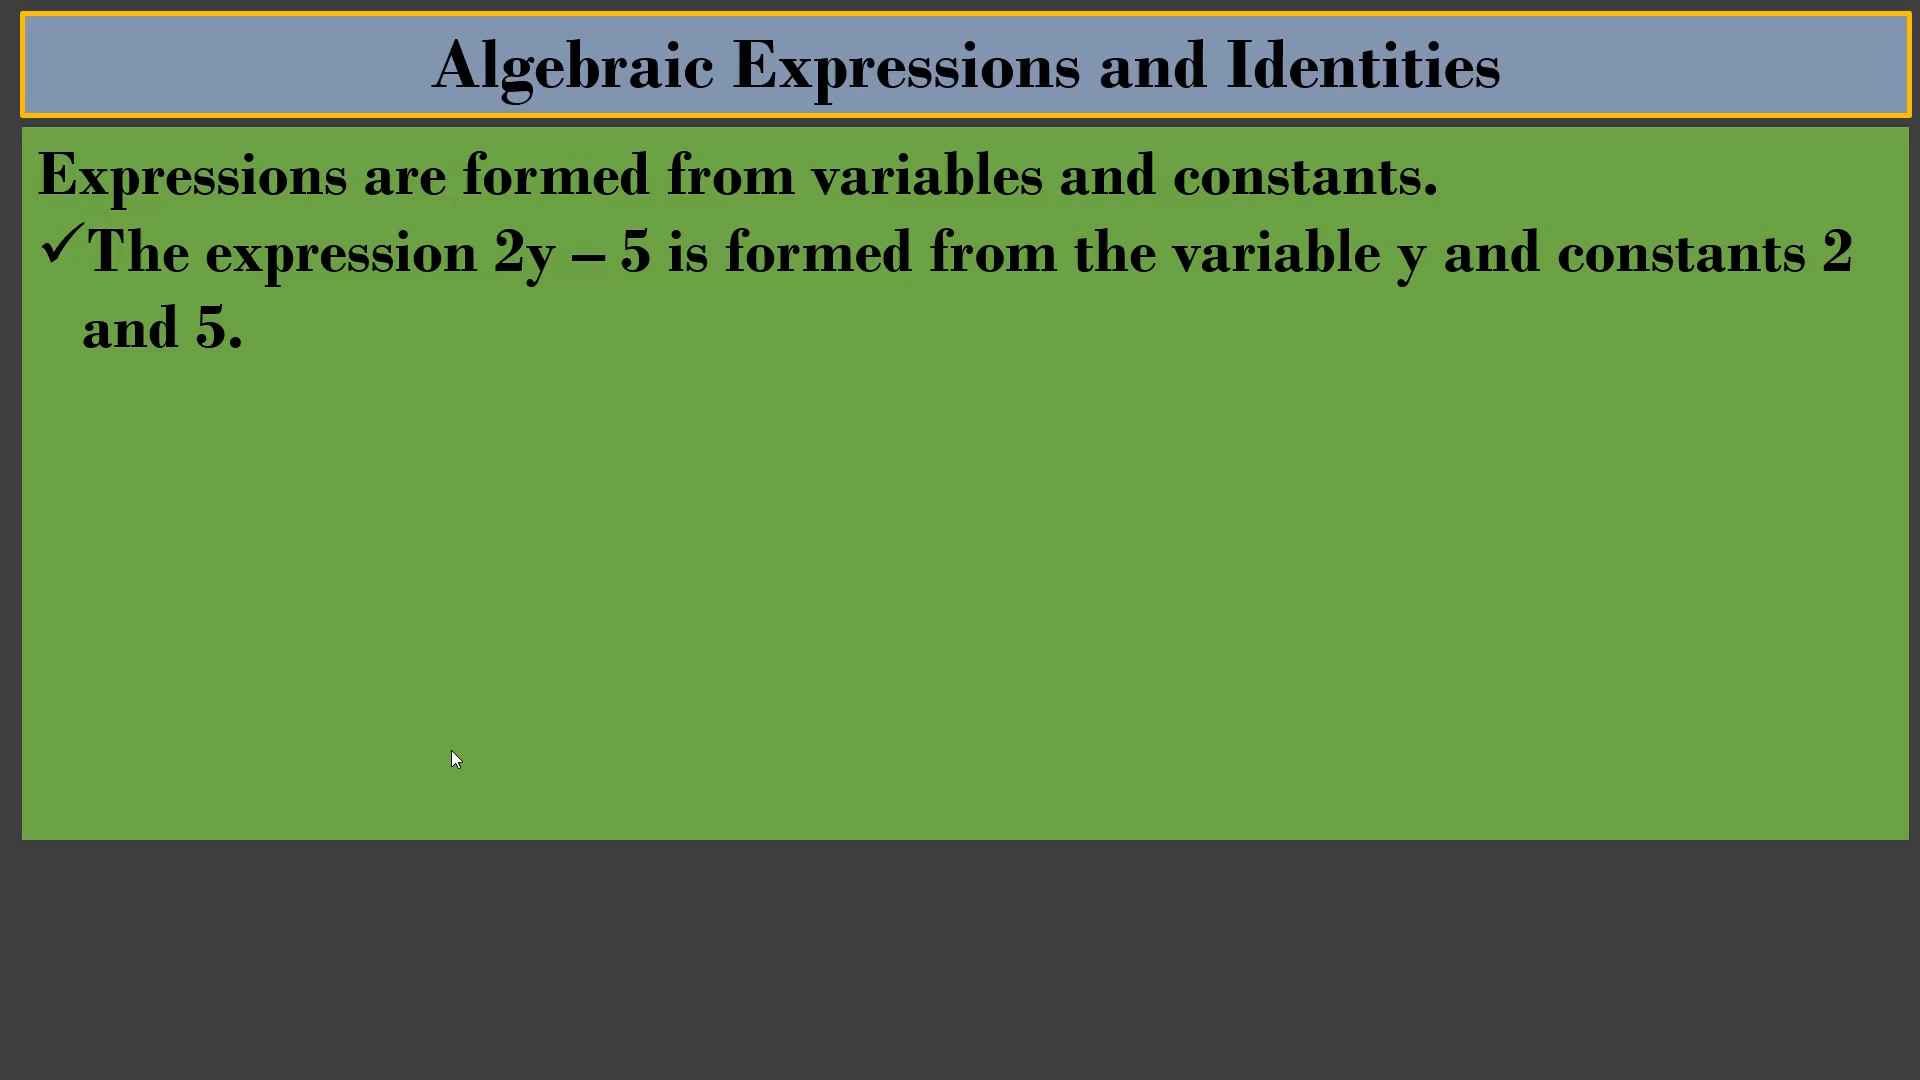 Algebraic Expressions and Identities
Expressions are formed from variables and constants.
✓The expression 2y – 5 is formed from the variable y and constants 2
and 5.